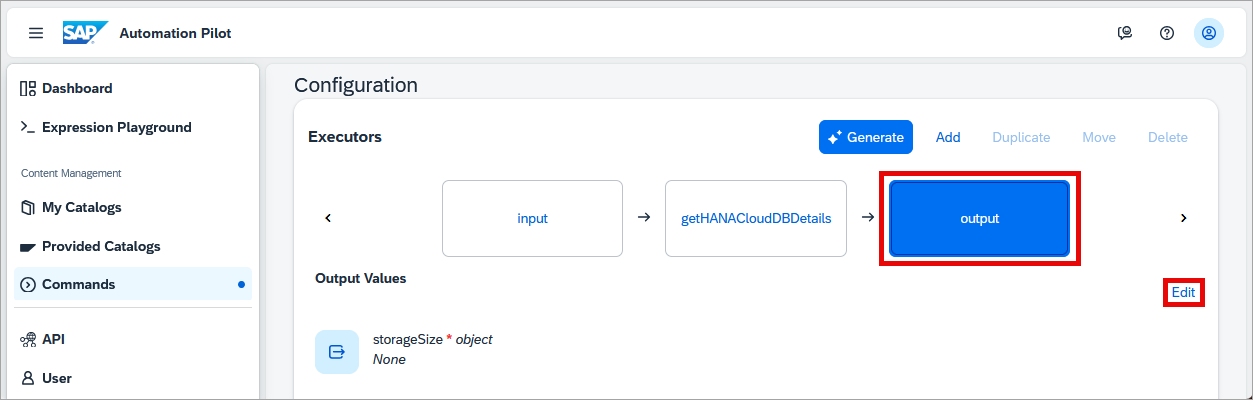 SAP Automation Pilot
Dashboard
Expression Playground
Content Management
My Catalogs
Provided Catalogs
Commands
API
User
Configuration
Executors
Generate Add Duplicate Move Delete
input getHANACloudDBDetails output
Output Values
Edit
storageSize * object
None